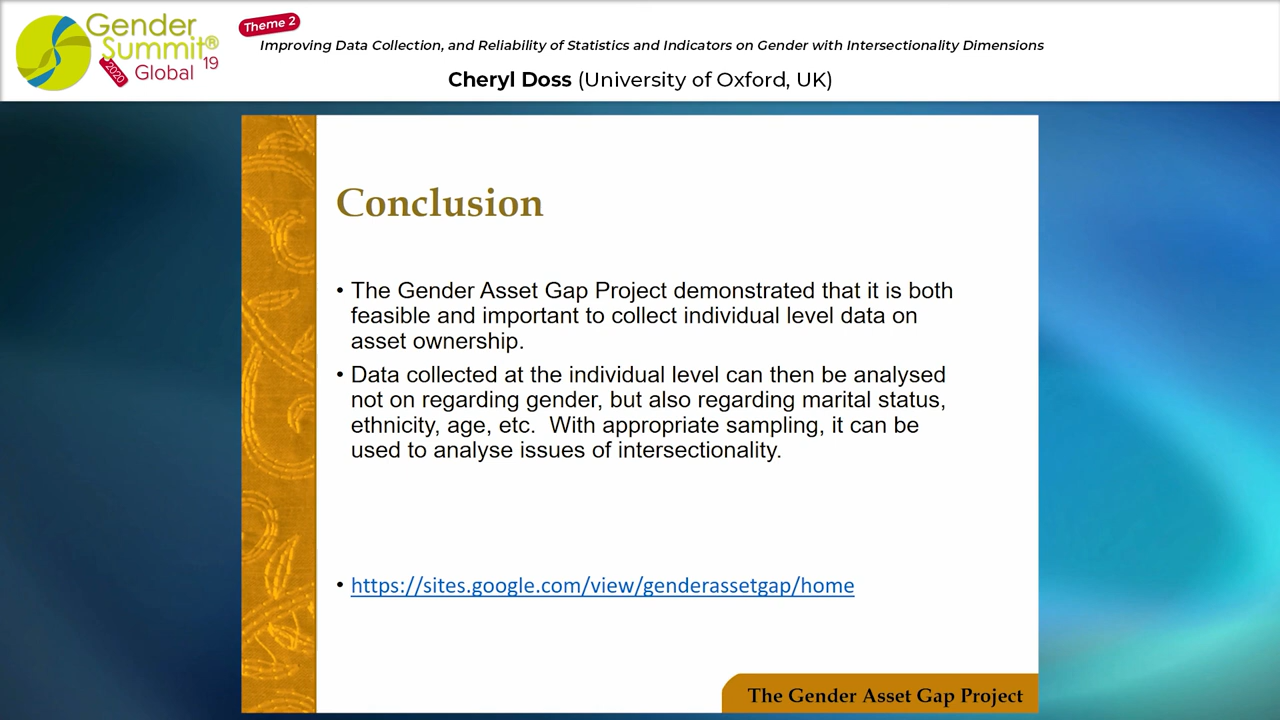 Gender
Summit®
Global 19
2020
Theme 2
Improving Data Collection, and Reliability of Statistics and Indicators on Gender with Intersectionality Dimensions
Cheryl Doss (University of Oxford, UK)
Conclusion
• The Gender Asset Gap Project demonstrated that it is both
feasible and important to collect individual level data on
asset ownership.
• Data collected at the individual level can then be analysed
not on regarding gender, but also regarding marital status,
ethnicity, age, etc.  With appropriate sampling, it can be
used to analyse issues of intersectionality.
• https://sites.google.com/view/genderassetgap/home
The Gender Asset Gap Project